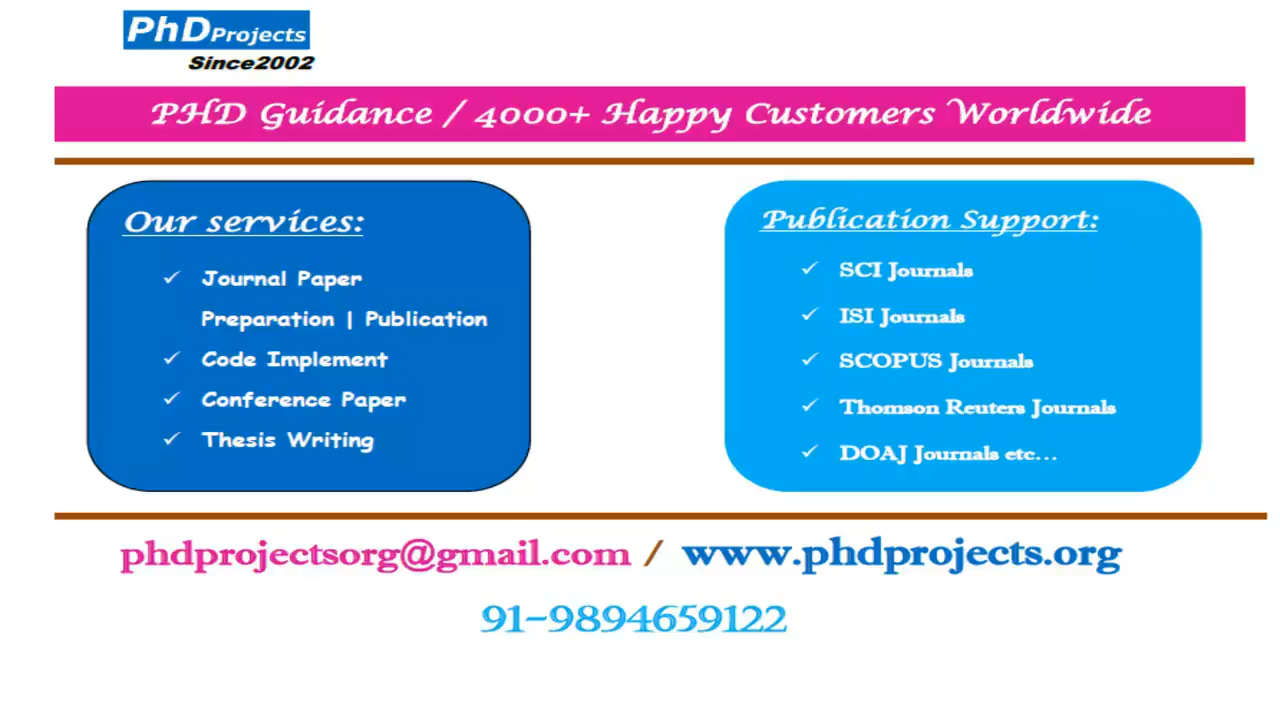 PhDProjects
Since2002
PHD Guidance / 4000+ Happy Customers Worldwide
Our services:
✓ Journal Paper
Preparation | Publication
✓ Code Implement
✓ Conference Paper
✓ Thesis Writing
Publication Support:
✓ SCI Journals
✓ ISI Journals
✓ SCOPUS Journals
✓ Thomson Reuters Journals
✓ DOAJ Journals etc...
phdprojectsorg@gmail.com / www.phdprojects.org
91-9894659122